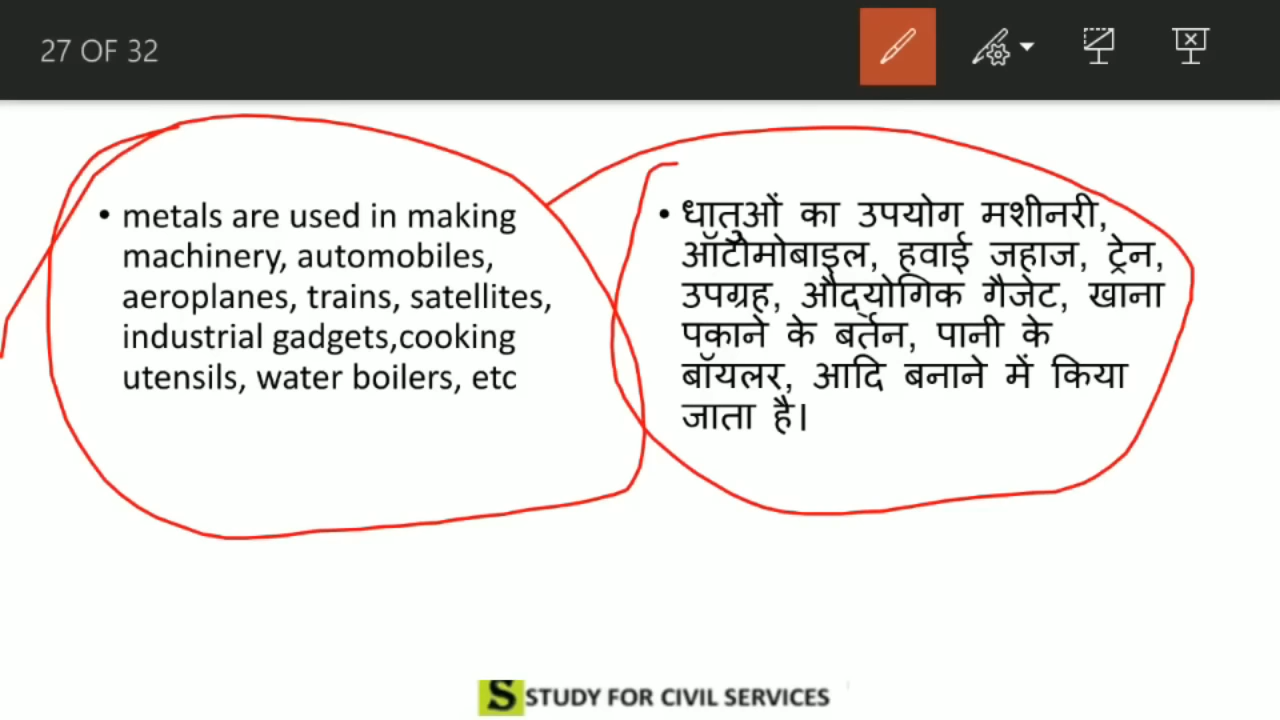 27 OF 32
• metals are used in making
machinery, automobiles,
aeroplanes, trains, satellites,
industrial gadgets,cooking
utensils, water boilers, etc
• धातुओं का उपयोग मशीनरी,
ऑटोमोबाइल, हवाई जहाज, ट्रेन,
उपग्रह, औद्योगिक गैजेट, खाना
पकाने के बर्तन, पानी के
बॉयलर, आदि बनाने में किया
जाता है।
S STUDY FOR CIVIL SERVICES